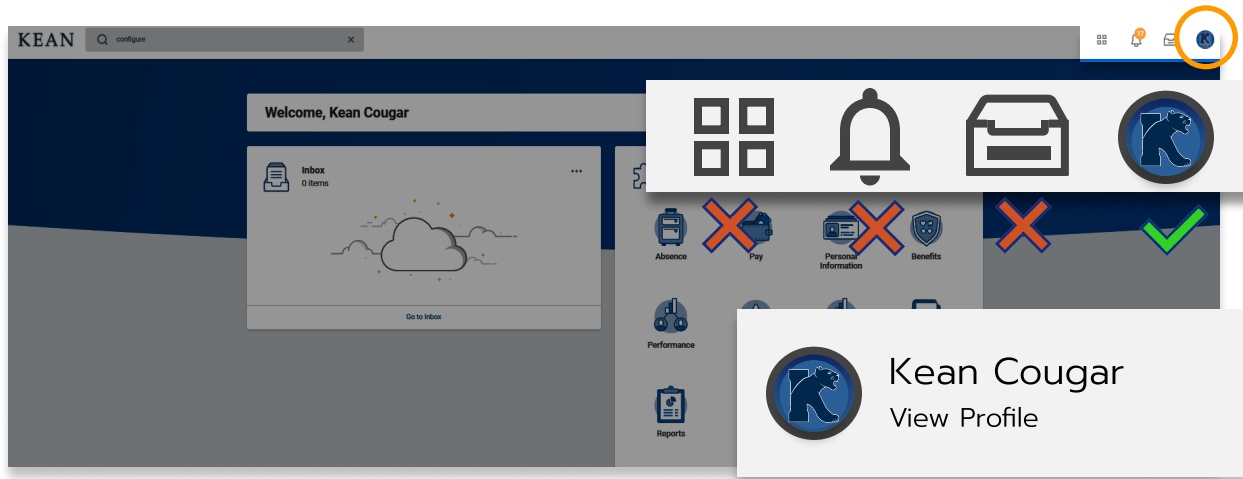 KEAN
configure
17
Welcome, Kean Cougar
Inbox
0 items
Go to Inbox
Absence
Pay
Personal
Information
Benefits
Performance
Reports
Kean Cougar
View Profile